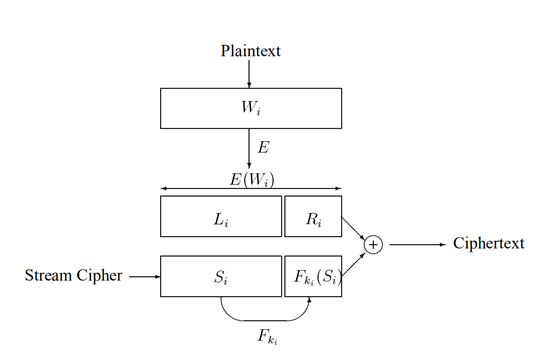 Plaintext
W_i
E
E(W_i)
L_i R_i
+ Ciphertext
Stream Cipher S_i F_{k_i}(S_i)
F_{k_i}